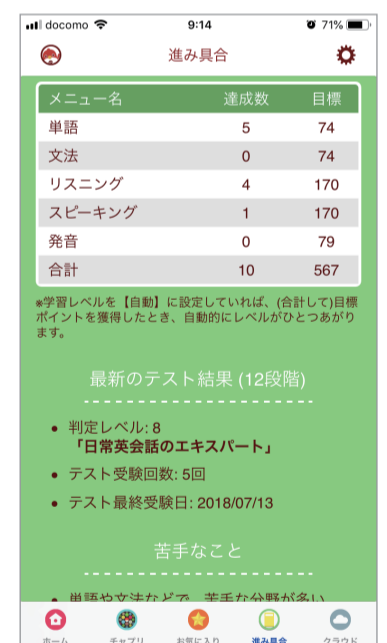 docomo 9:14 71%
進み具合
メニュー名 達成数 目標
単語 5 74
文法 0 74
リスニング 4 170
スピーキング 1 170
発音 0 79
合計 10 567
※学習レベルを【自動】に設定していれば、(合計して)目標
ポイントを獲得したとき、自動的にレベルがひとつあがり
ます。
最新のテスト結果 (12段階)
• 判定レベル: 8
「日常英会話のエキスパート」
• テスト受験回数: 5回
• テスト最終受験日: 2018/07/13
苦手なこと
• 単語や文法などで、苦手な分野が多い
ホーム チャプリ お気に入り 進み具合 クラウド